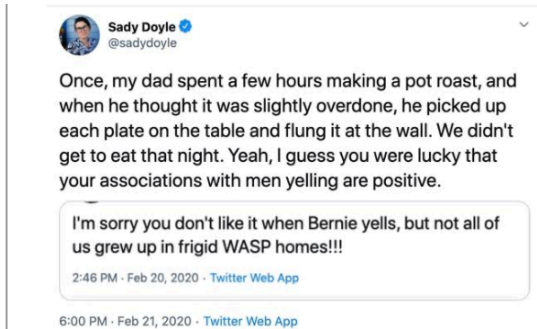 Sady Doyle
@sadydoyle
Once, my dad spent a few hours making a pot roast, and
when he thought it was slightly overdone, he picked up
each plate on the table and flung it at the wall. We didn't
get to eat that night. Yeah, I guess you were lucky that
your associations with men yelling are positive.
I'm sorry you don't like it when Bernie yells, but not all of
us grew up in frigid WASP homes!!!
2:46 PM · Feb 20, 2020 · Twitter Web App
6:00 PM · Feb 21, 2020 · Twitter Web App